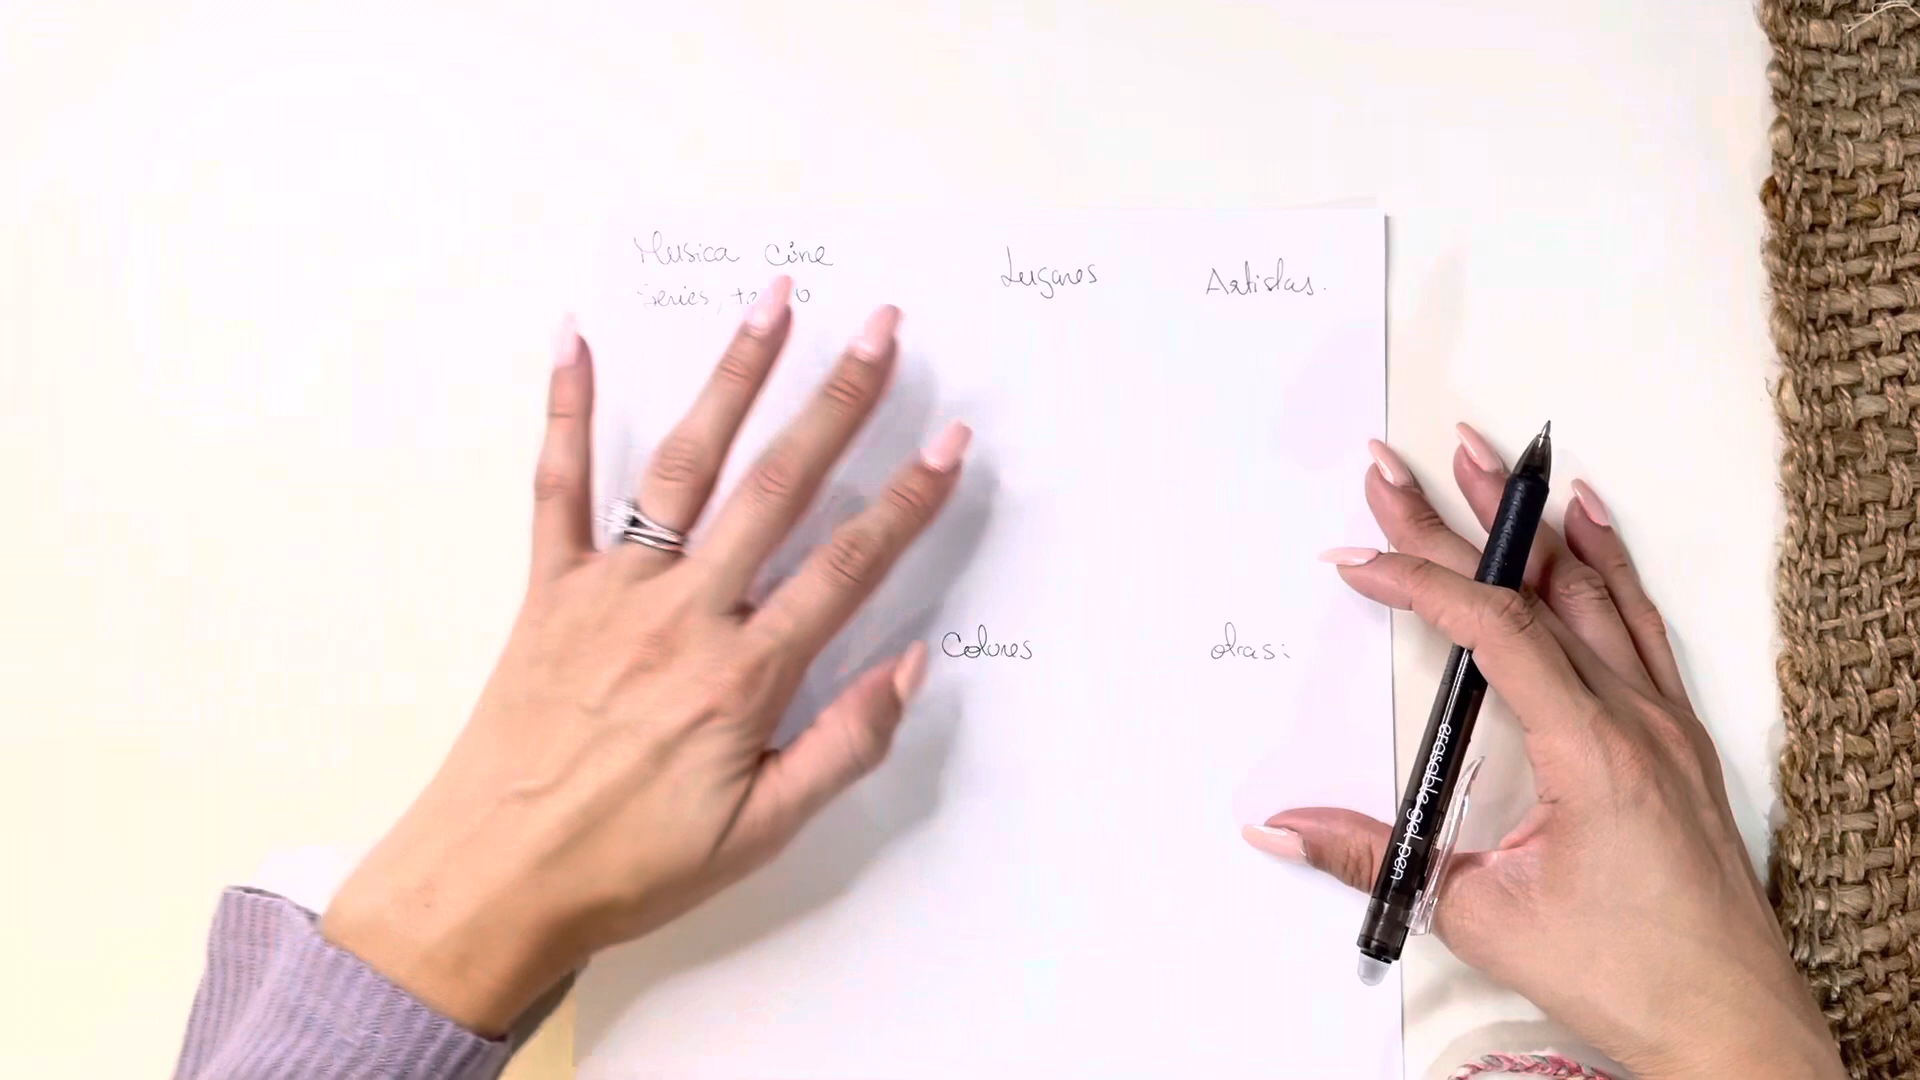 Musica Cine
Series,
Lugares
Artistas.
Colores
otras:
erasable gel pen